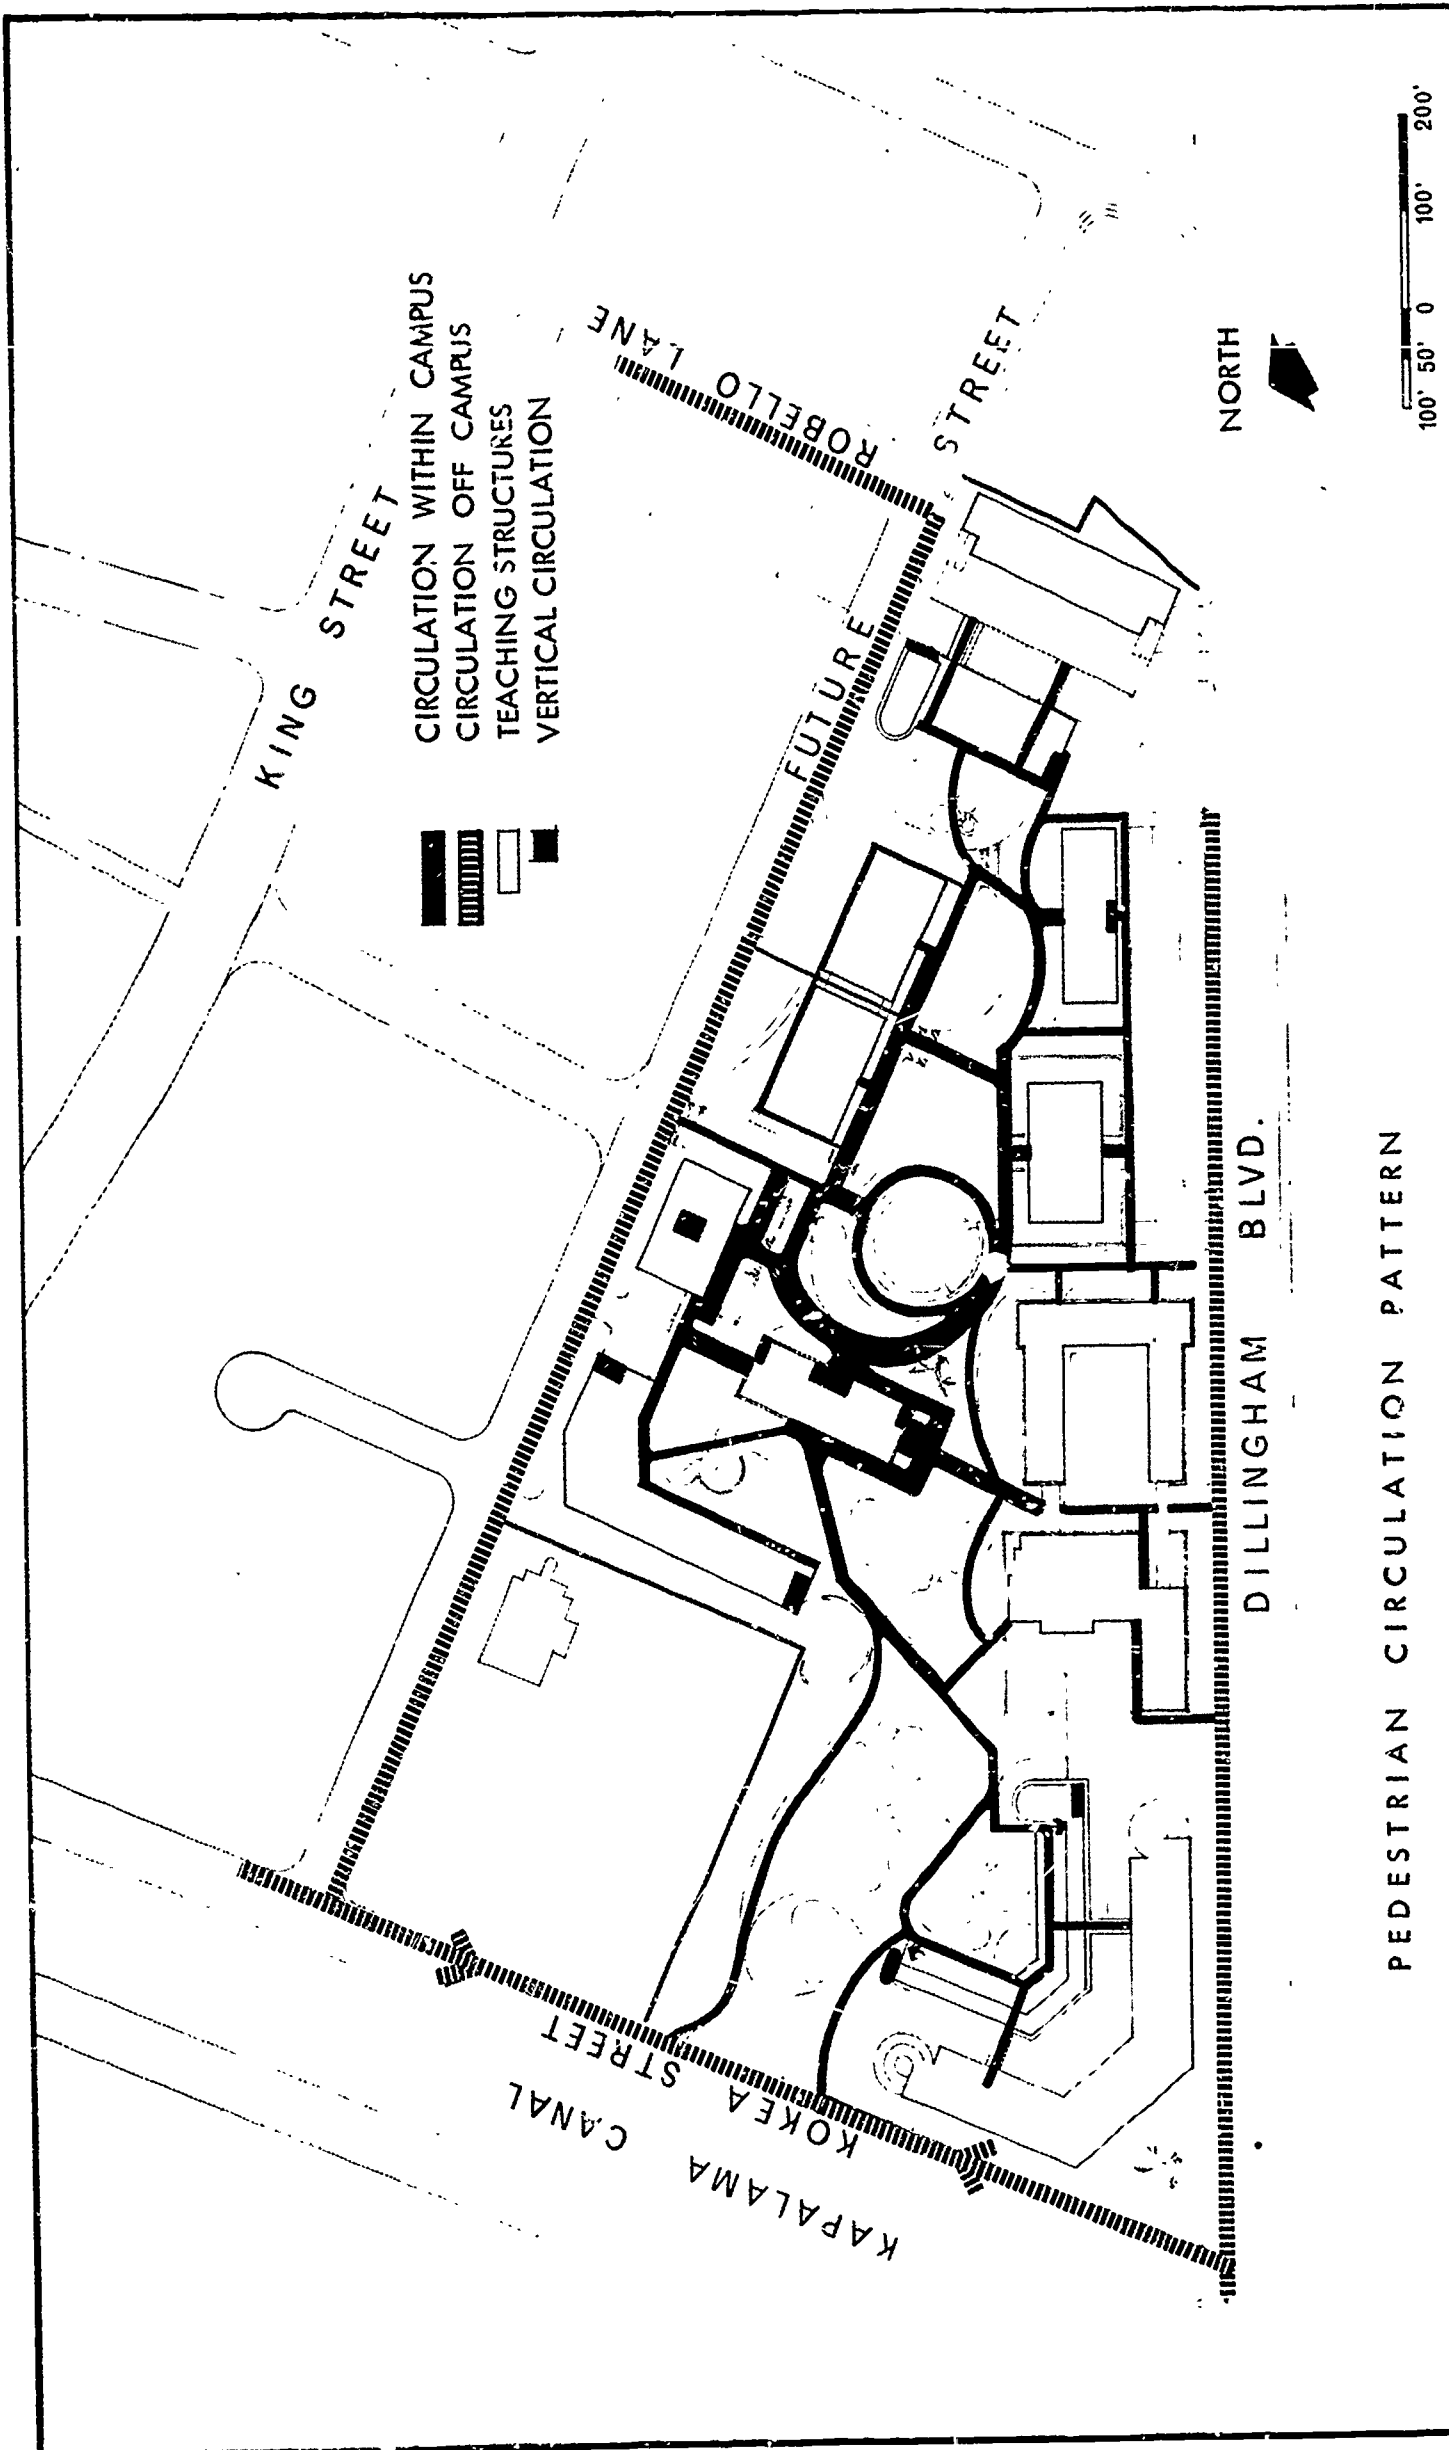 KING STREET
CIRCULATION WITHIN CAMPUS
CIRCULATION OFF CAMPUS
TEACHING STRUCTURES
VERTICAL CIRCULATION
ROBELLO LANE
FUTURE STREET
KOKEA STREET
KAPALAMA CANAL
DILLINGHAM BLVD.
NORTH
100' 50' 0 100' 200'
PEDESTRIAN CIRCULATION PATTERN